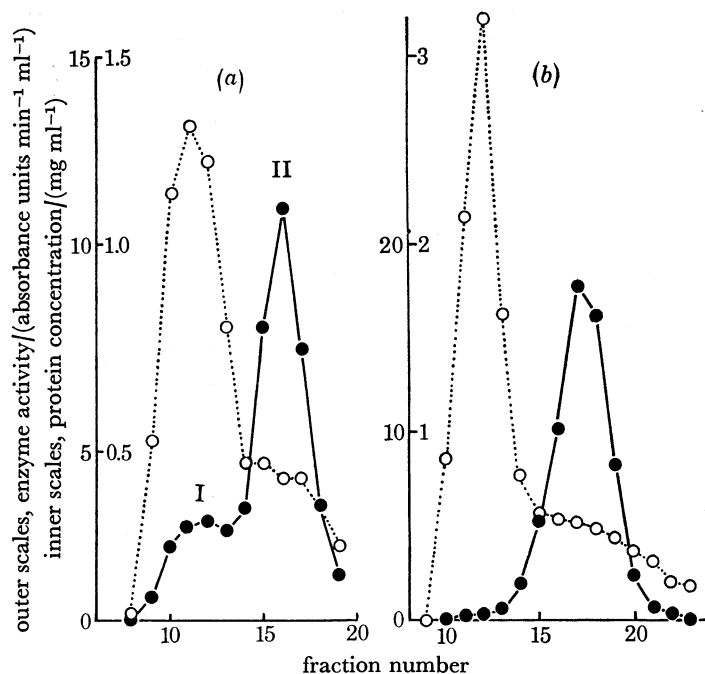 outer scales, enzyme activity/(absorbance units min⁻¹ ml⁻¹)
inner scales, protein concentration/(mg ml⁻¹)
15 1.5
10 1.0
5 0.5
0
(a)
I
II
10 15 20
3
20 2
10 1
0
(b)
10 15 20
fraction number